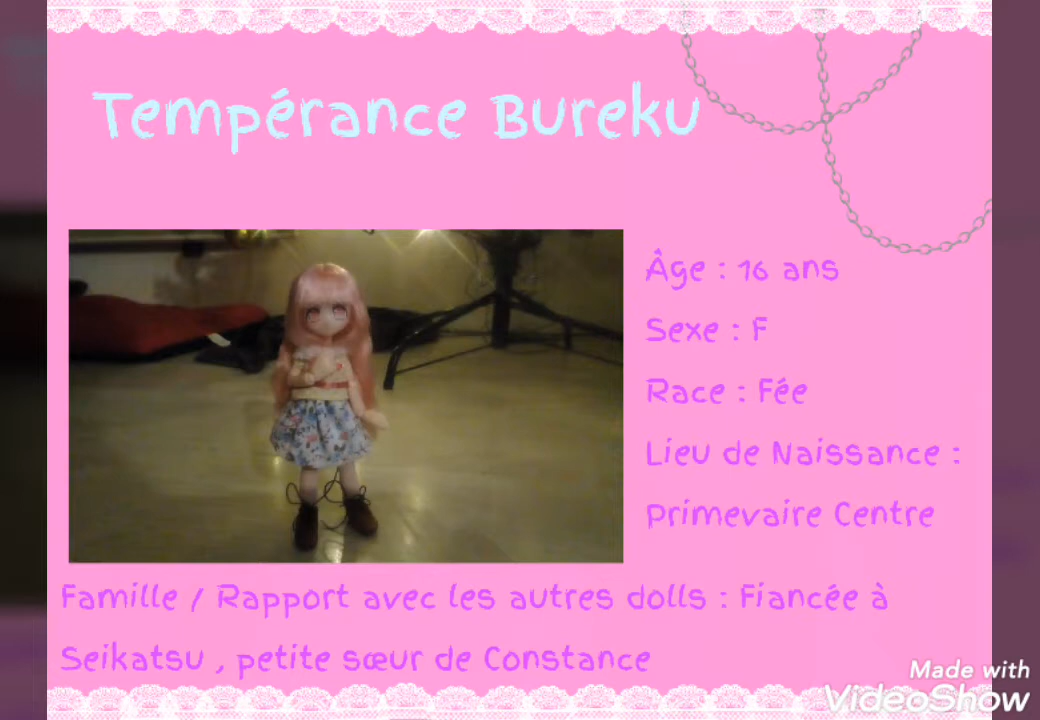 Tempérance Bureku
Âge : 16 ans
Sexe : F
Race : Fée
Lieu de Naissance :
Primevaire Centre
Famille / Rapport avec les autres dolls : Fiancée à
Seikatsu , petite sœur de Constance
Made with
VideoShow